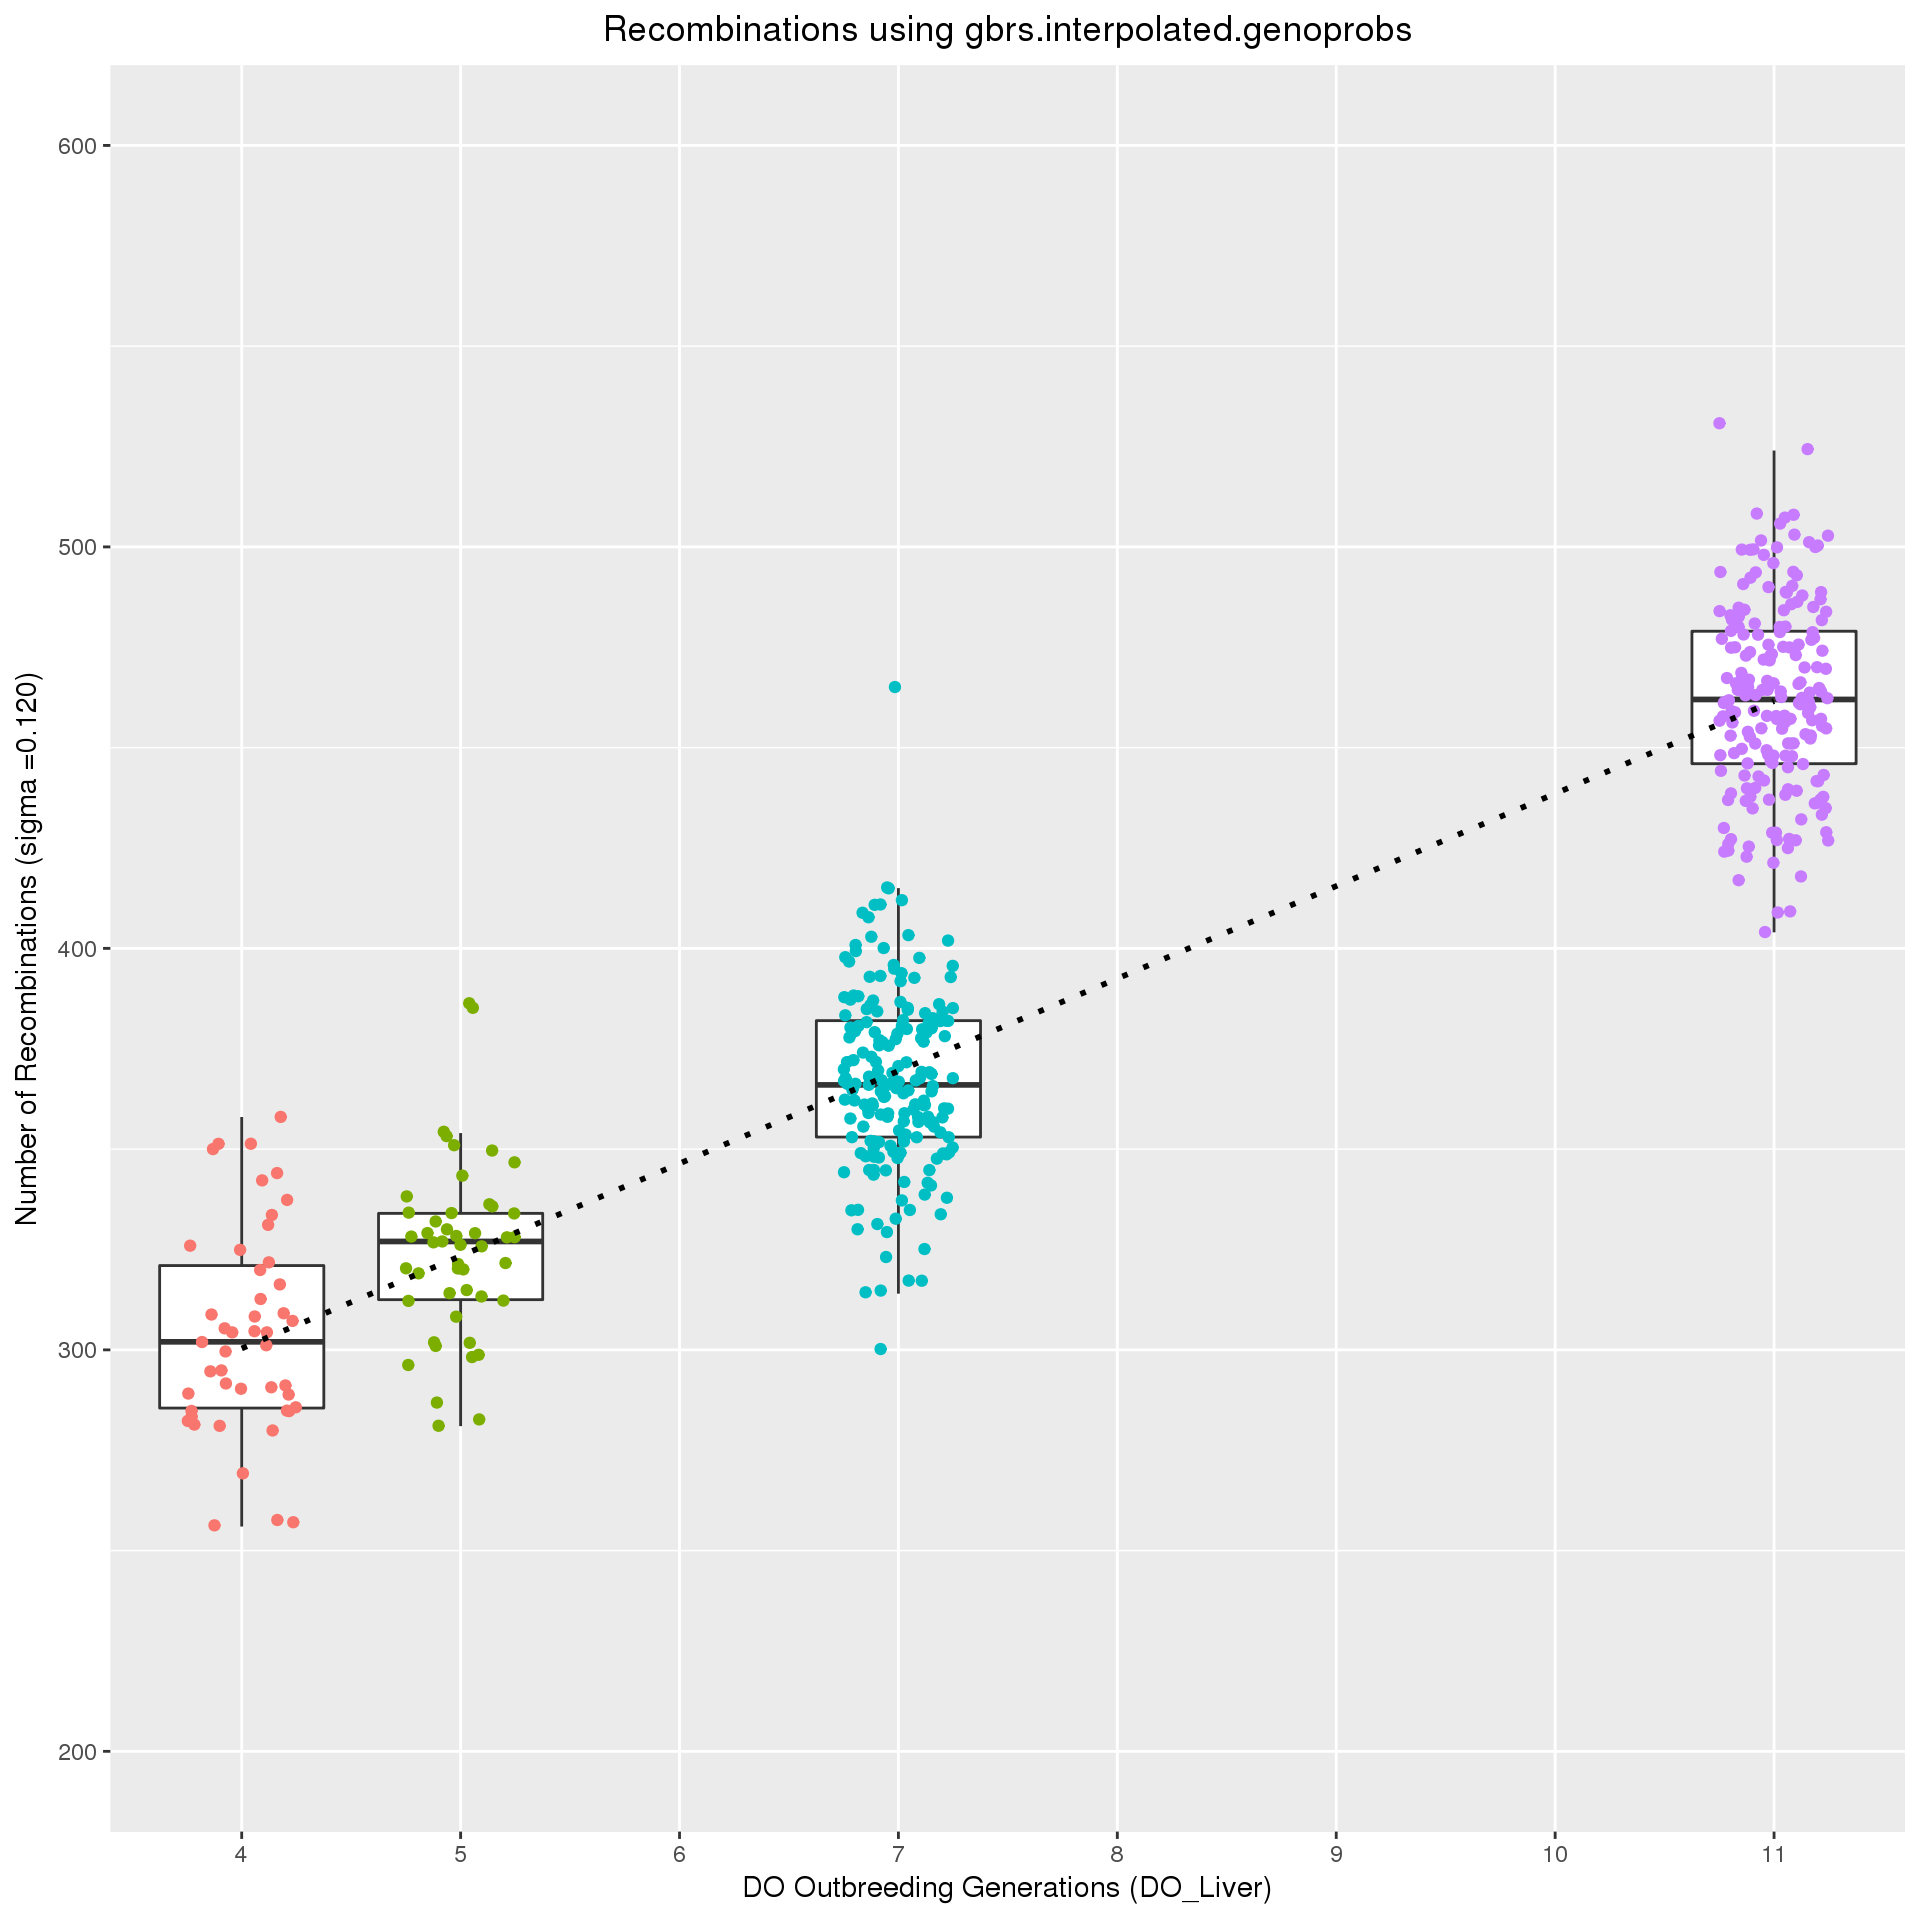 Recombinations using gbrs.interpolated.genoprobs
Number of Recombinations (sigma =0.120)
600
500
400
300
200
4 5 6 7 8 9 10 11
DO Outbreeding Generations (DO_Liver)